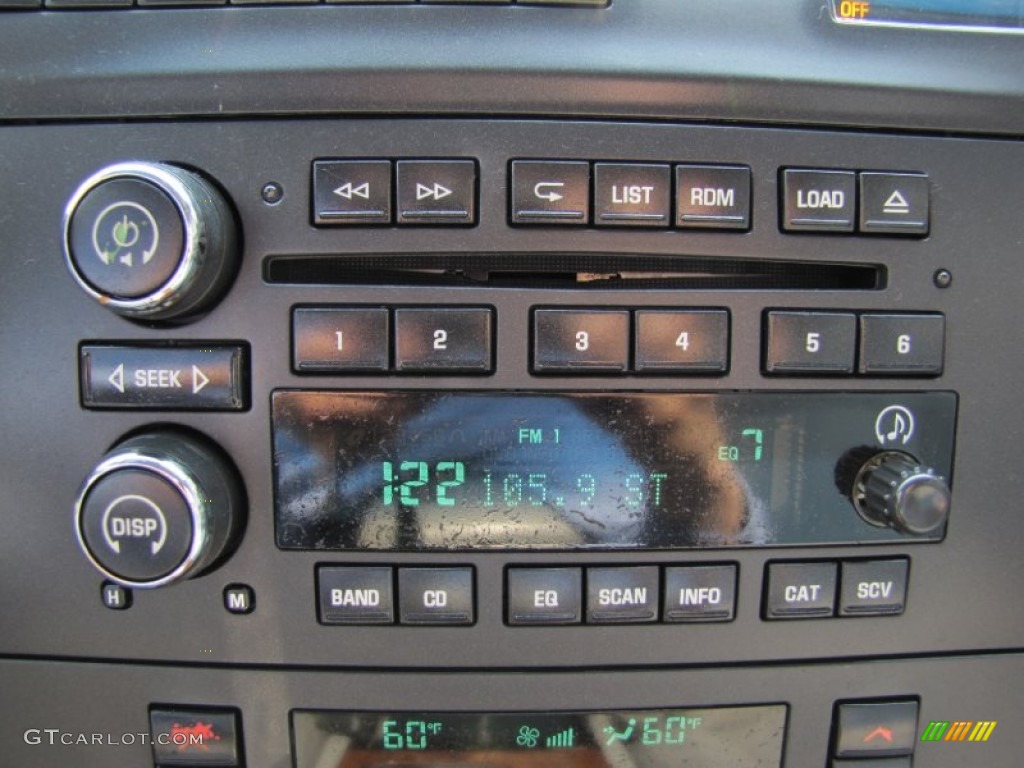 OFF
LIST RDM LOAD
1 2 3 4 5 6
SEEK
FM 1
EQ 7
1:22 105.9 ST
DISP
H M
BAND CD EQ SCAN INFO CAT SCV
60°F 60°F
GTCARLOT.COM